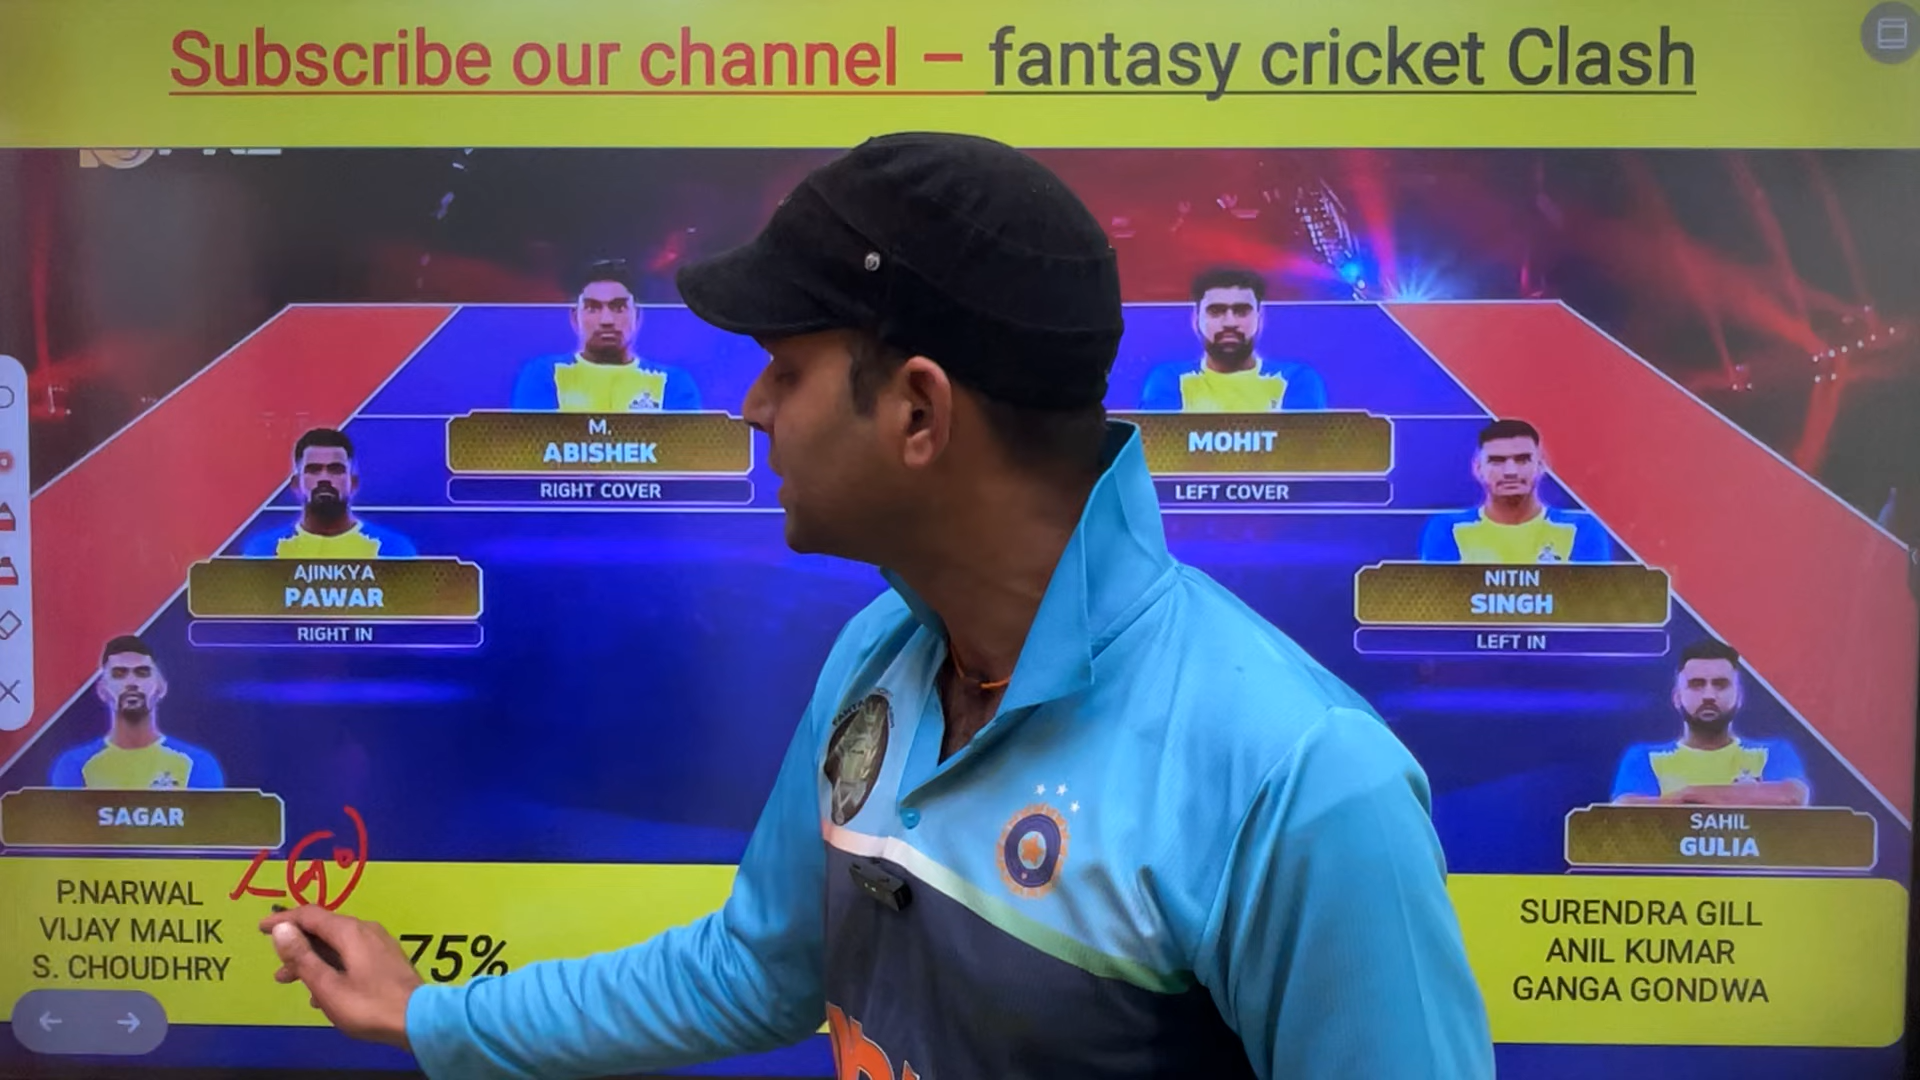 Subscribe our channel – fantasy cricket Clash
M.
ABISHEK
RIGHT COVER
MOHIT
LEFT COVER
AJINKYA
PAWAR
RIGHT IN
NITIN
SINGH
LEFT IN
SAGAR
SAHIL
GULIA
P.NARWAL
VIJAY MALIK
S. CHOUDHRY
75%
SURENDRA GILL
ANIL KUMAR
GANGA GONDWA